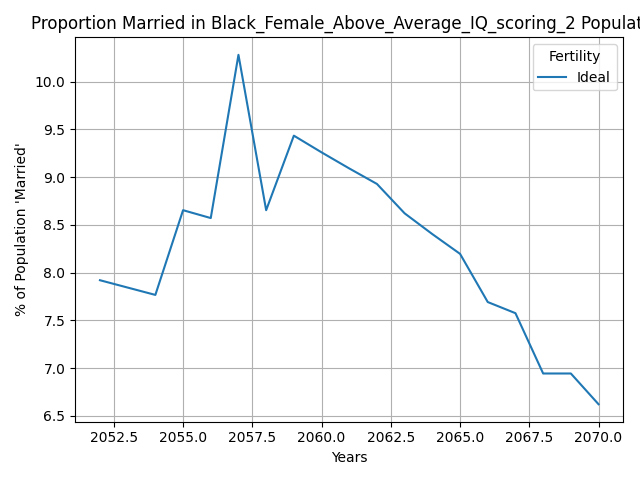 Proportion Married in Black_Female_Above_Average_IQ_scoring_2 Populat
Fertility
Ideal
10.0
9.5
9.0
8.5
8.0
7.5
7.0
6.5
% of Population 'Married'
2052.5 2055.0 2057.5 2060.0 2062.5 2065.0 2067.5 2070.0
Years